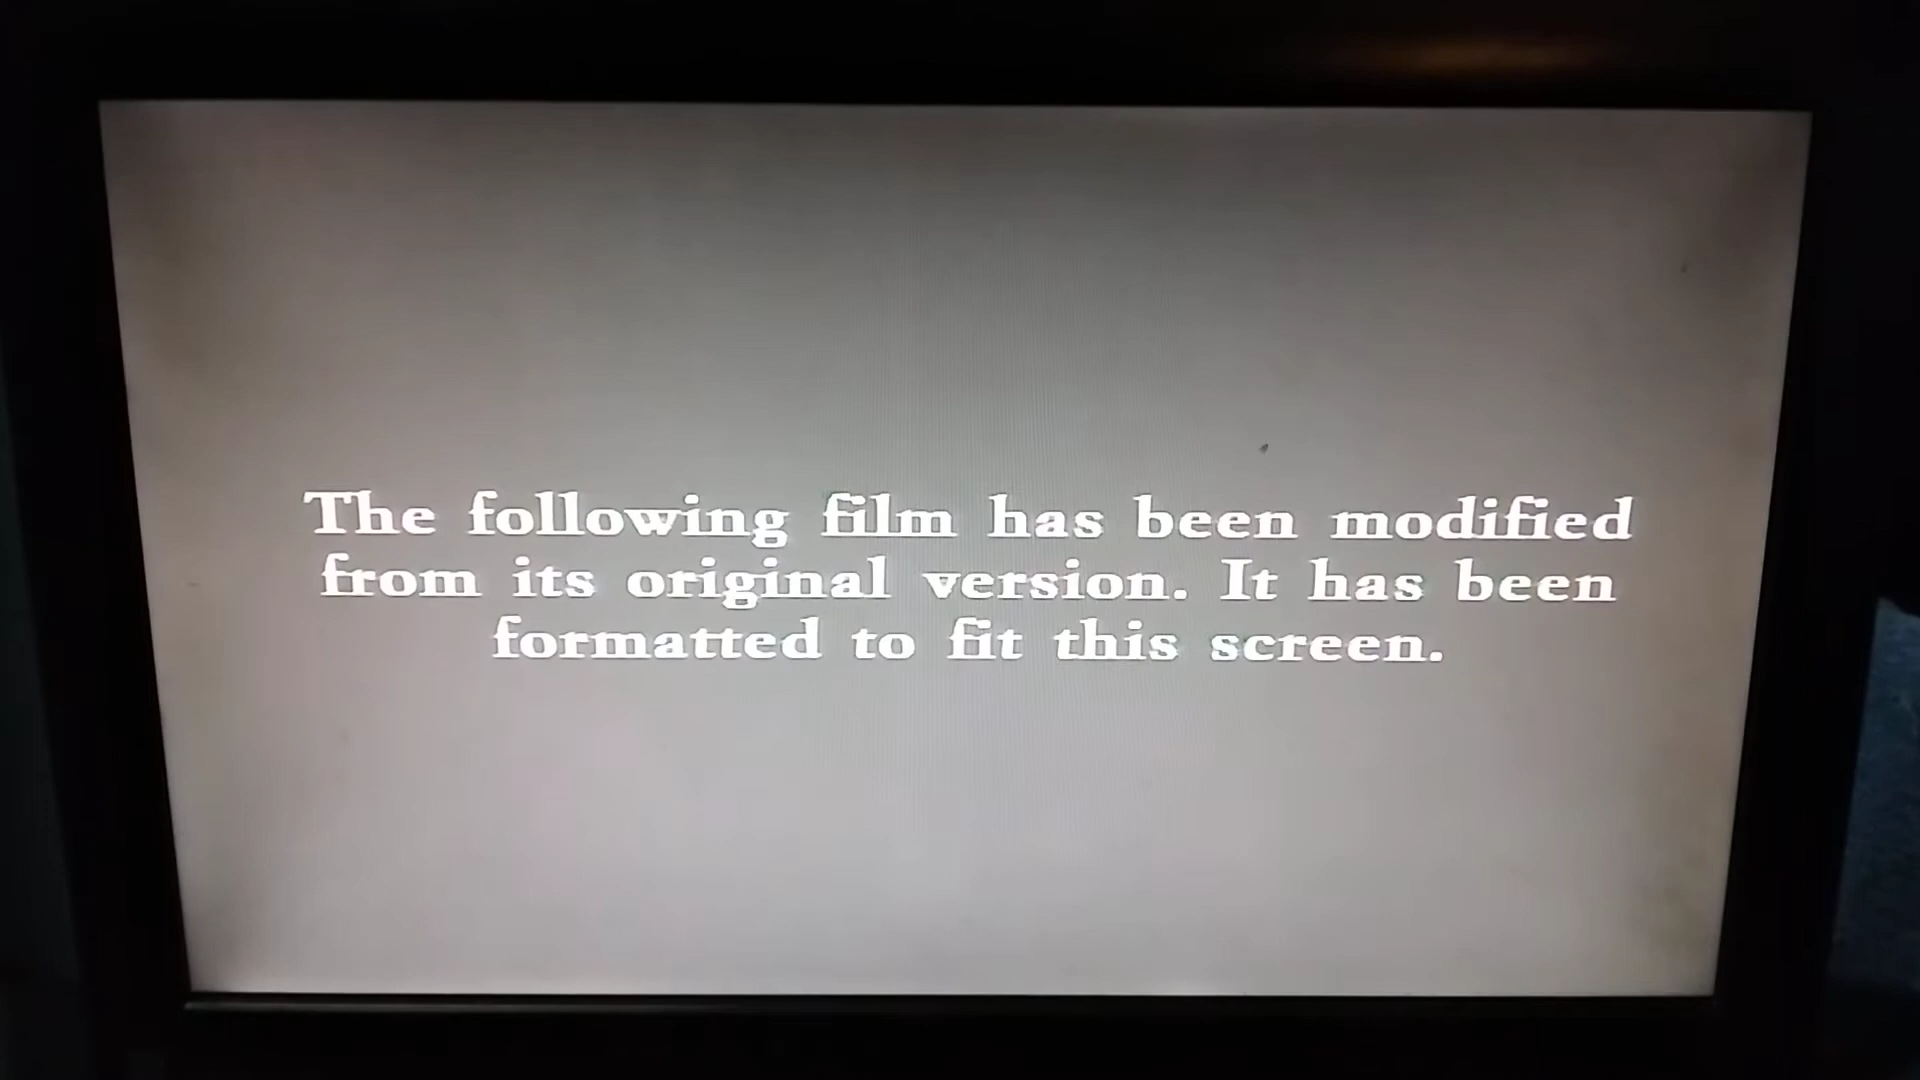 The following film has been modified
from its original version. It has been
formatted to fit this screen.